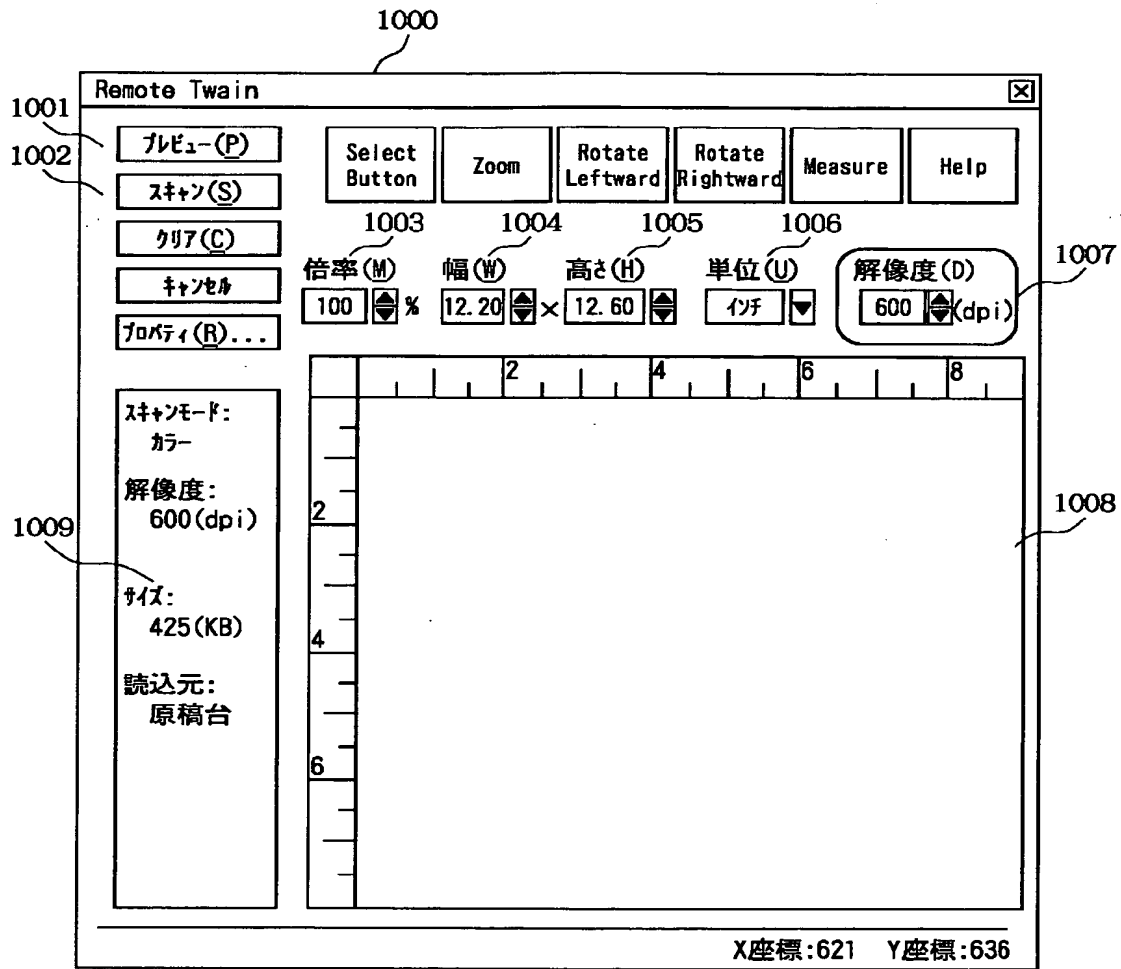 1000
Remote Twain
1001
1002
ﾌﾟﾚﾋﾞｭｰ(P)
ｽｷｬﾝ(S)
ｸﾘｱ(C)
ｷｬﾝｾﾙ
ﾌﾟﾛﾊﾟﾃｨ(R)...
Select
Button
Zoom
Rotate
Leftward
Rotate
Rightward
Measure
Help
1003
1004
1005
1006
1007
倍率(M)
幅(W)
高さ(H)
単位(U)
解像度(D)
100 %
12.20 × 12.60
ｲﾝﾁ
600 (dpi)
2 4 6 8
2
4
6
1008
1009
ｽｷｬﾝﾓｰﾄﾞ:
ｶﾗｰ
解像度:
600(dpi)
ｻｲｽﾞ:
425(KB)
読込元:
原稿台
X座標:621 Y座標:636